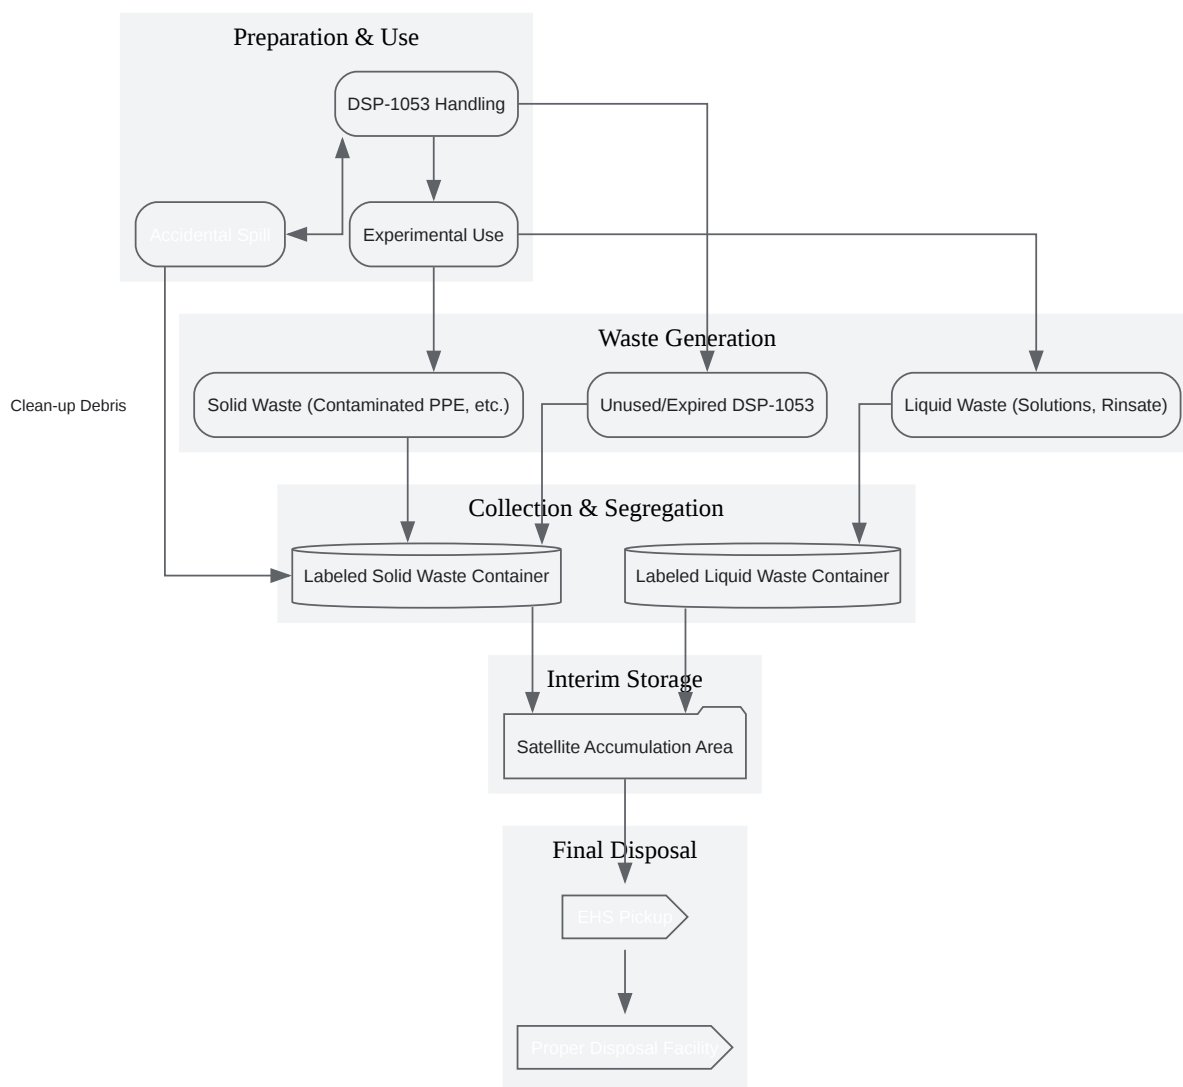 Preparation & Use
DSP-1053 Handling
Accidental Spill
Experimental Use
Waste Generation
Clean-up Debris
Solid Waste (Contaminated PPE, etc.)
Unused/Expired DSP-1053
Liquid Waste (Solutions, Rinsate)
Collection & Segregation
Labeled Solid Waste Container
Labeled Liquid Waste Container
Interim Storage
Satellite Accumulation Area
Final Disposal
EHS Pickup
Proper Disposal Facility